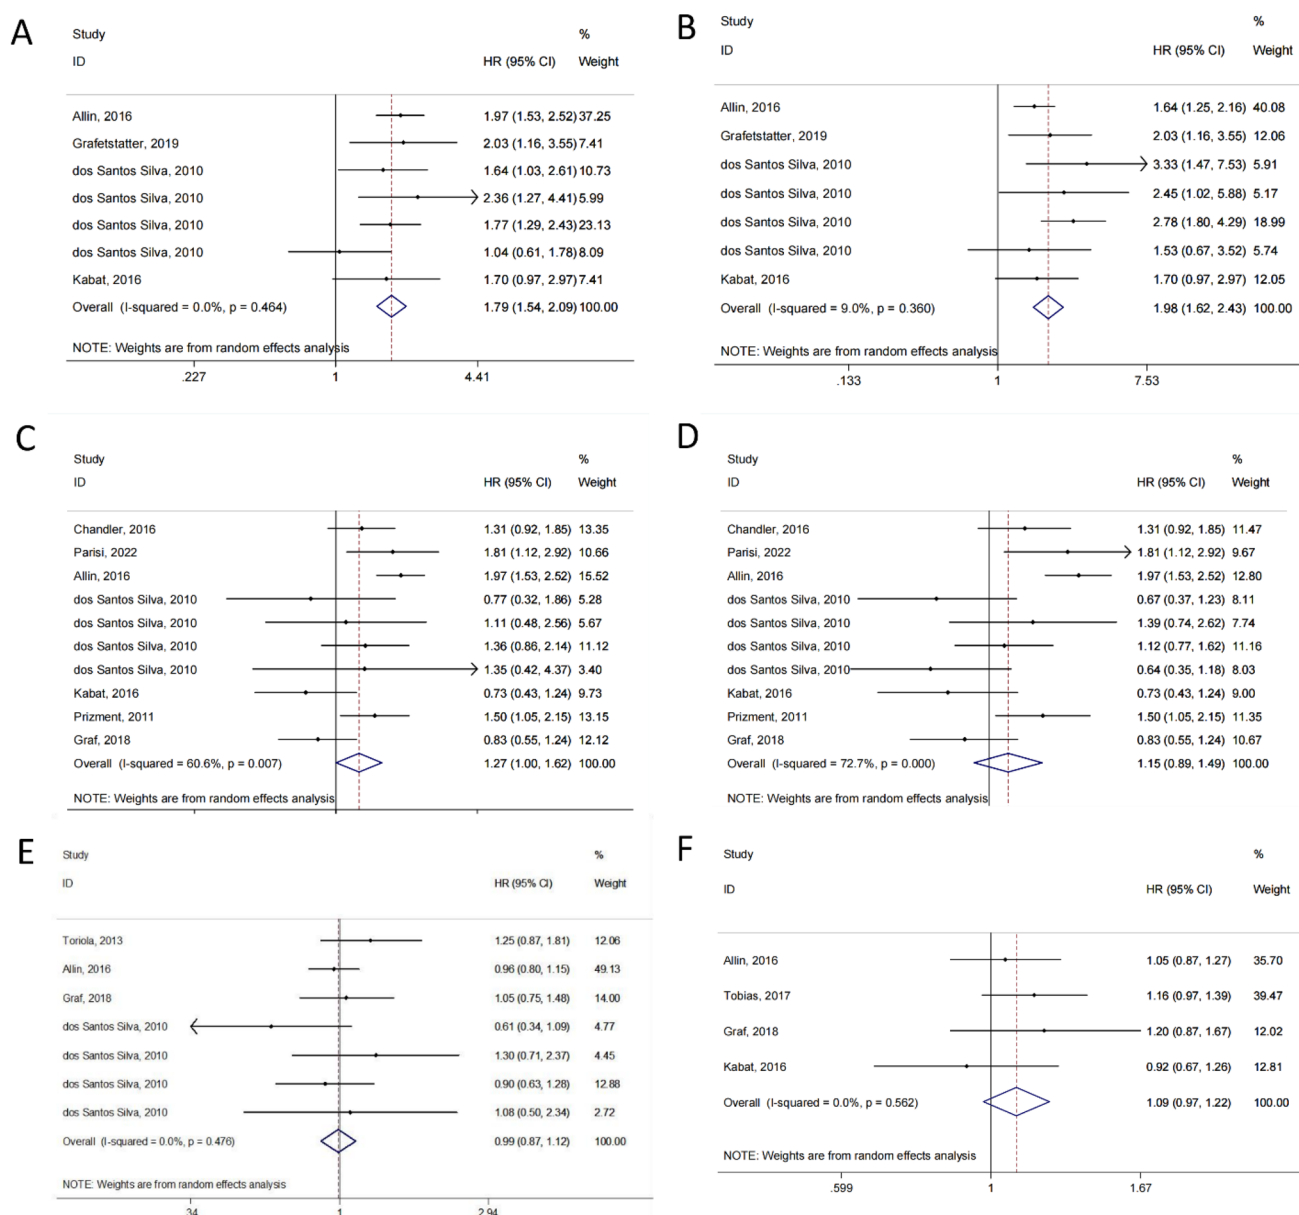 A
Study %
ID HR (95% CI) Weight
Allin, 2016 1.97 (1.53, 2.52) 37.25
Grafetstatter, 2019 2.03 (1.16, 3.55) 7.41
dos Santos Silva, 2010 1.64 (1.03, 2.61) 10.73
dos Santos Silva, 2010 2.36 (1.27, 4.41) 5.99
dos Santos Silva, 2010 1.77 (1.29, 2.43) 23.13
dos Santos Silva, 2010 1.04 (0.61, 1.78) 8.09
Kabat, 2016 1.70 (0.97, 2.97) 7.41
Overall (I-squared = 0.0%, p = 0.464) 1.79 (1.54, 2.09) 100.00
NOTE: Weights are from random effects analysis
.227 1 4.41
B
Study %
ID HR (95% CI) Weight
Allin, 2016 1.64 (1.25, 2.16) 40.08
Grafetstatter, 2019 2.03 (1.16, 3.55) 12.06
dos Santos Silva, 2010 3.33 (1.47, 7.53) 5.91
dos Santos Silva, 2010 2.45 (1.02, 5.88) 5.17
dos Santos Silva, 2010 2.78 (1.80, 4.29) 18.99
dos Santos Silva, 2010 1.53 (0.67, 3.52) 5.74
Kabat, 2016 1.70 (0.97, 2.97) 12.05
Overall (I-squared = 9.0%, p = 0.360) 1.98 (1.62, 2.43) 100.00
NOTE: Weights are from random effects analysis
.133 1 7.53
C
Study %
ID HR (95% CI) Weight
Chandler, 2016 1.31 (0.92, 1.85) 13.35
Parisi, 2022 1.81 (1.12, 2.92) 10.66
Allin, 2016 1.97 (1.53, 2.52) 15.52
dos Santos Silva, 2010 0.77 (0.32, 1.86) 5.28
dos Santos Silva, 2010 1.11 (0.48, 2.56) 5.67
dos Santos Silva, 2010 1.36 (0.86, 2.14) 11.12
dos Santos Silva, 2010 1.35 (0.42, 4.37) 3.40
Kabat, 2016 0.73 (0.43, 1.24) 9.73
Prizment, 2011 1.50 (1.05, 2.15) 13.15
Graf, 2018 0.83 (0.55, 1.24) 12.12
Overall (I-squared = 60.6%, p = 0.007) 1.27 (1.00, 1.62) 100.00
NOTE: Weights are from random effects analysis
D
Study %
ID HR (95% CI) Weight
Chandler, 2016 1.31 (0.92, 1.85) 11.47
Parisi, 2022 1.81 (1.12, 2.92) 9.67
Allin, 2016 1.97 (1.53, 2.52) 12.80
dos Santos Silva, 2010 0.67 (0.37, 1.23) 8.11
dos Santos Silva, 2010 1.39 (0.74, 2.62) 7.74
dos Santos Silva, 2010 1.12 (0.77, 1.62) 11.16
dos Santos Silva, 2010 0.64 (0.35, 1.18) 8.03
Kabat, 2016 0.73 (0.43, 1.24) 9.00
Prizment, 2011 1.50 (1.05, 2.15) 11.35
Graf, 2018 0.83 (0.55, 1.24) 10.67
Overall (I-squared = 72.7%, p = 0.000) 1.15 (0.89, 1.49) 100.00
NOTE: Weights are from random effects analysis
E
Study %
ID HR (95% CI) Weight
Toriola, 2013 1.25 (0.87, 1.81) 12.06
Allin, 2016 0.96 (0.80, 1.15) 49.13
Graf, 2018 1.05 (0.75, 1.48) 14.00
dos Santos Silva, 2010 0.61 (0.34, 1.09) 4.77
dos Santos Silva, 2010 1.30 (0.71, 2.37) 4.45
dos Santos Silva, 2010 0.90 (0.63, 1.28) 12.88
dos Santos Silva, 2010 1.08 (0.50, 2.34) 2.72
Overall (I-squared = 0.0%, p = 0.476) 0.99 (0.87, 1.12) 100.00
NOTE: Weights are from random effects analysis
.34 1 2.94
F
Study %
ID HR (95% CI) Weight
Allin, 2016 1.05 (0.87, 1.27) 35.70
Tobias, 2017 1.16 (0.97, 1.39) 39.47
Graf, 2018 1.20 (0.87, 1.67) 12.02
Kabat, 2016 0.92 (0.67, 1.26) 12.81
Overall (I-squared = 0.0%, p = 0.562) 1.09 (0.97, 1.22) 100.00
NOTE: Weights are from random effects analysis
.599 1 1.67